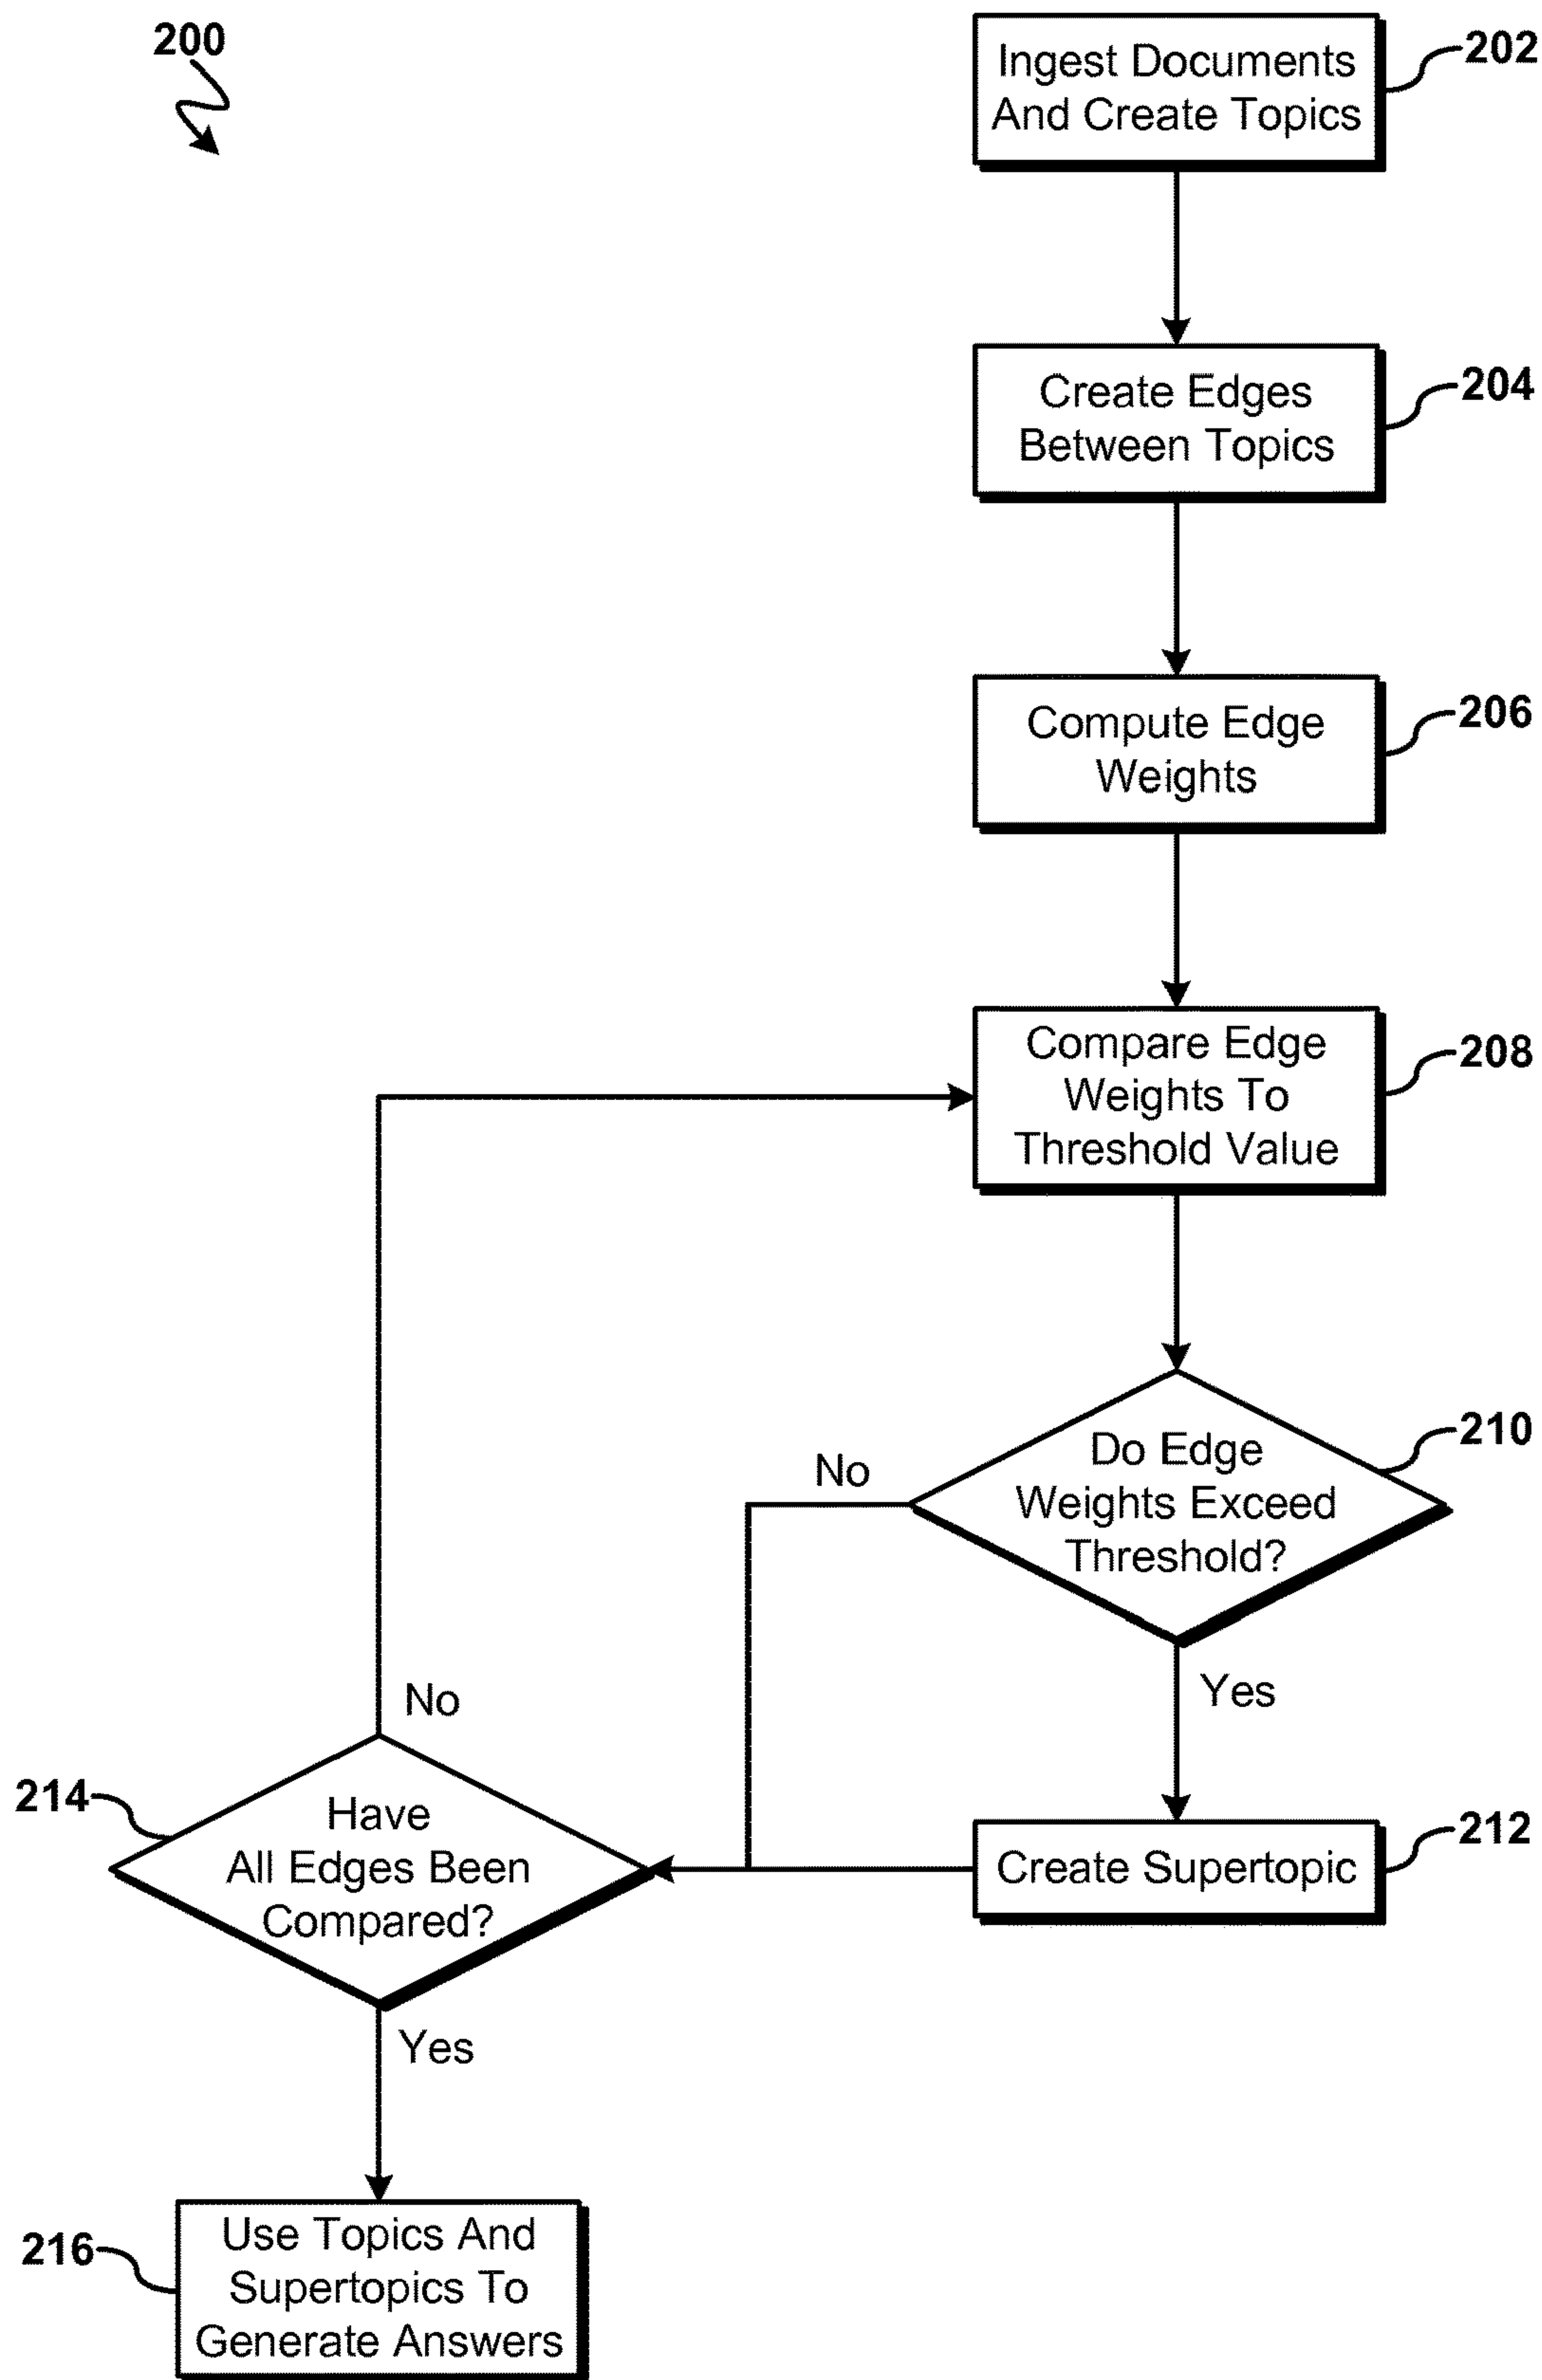 200
Ingest Documents
And Create Topics
202
Create Edges
Between Topics
204
Compute Edge
Weights
206
Compare Edge
Weights To
Threshold Value
208
Do Edge
Weights Exceed
Threshold?
210
No
Yes
Create Supertopic
212
No
214
Have
All Edges Been
Compared?
Yes
216
Use Topics And
Supertopics To
Generate Answers